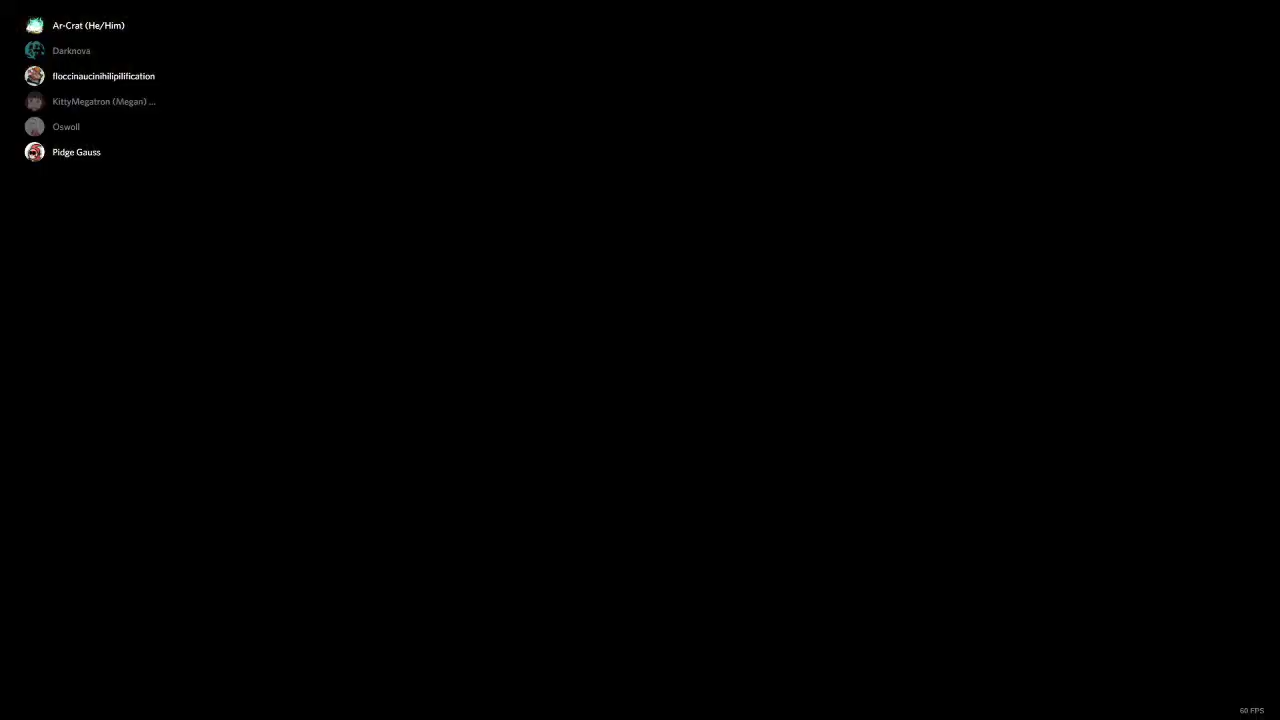 Ar-Crat (He/Him)
Darknova
floccinaucinihilipilification
KittyMegatron (Megan) ...
Oswoll
Pidge Gauss
60 FPS